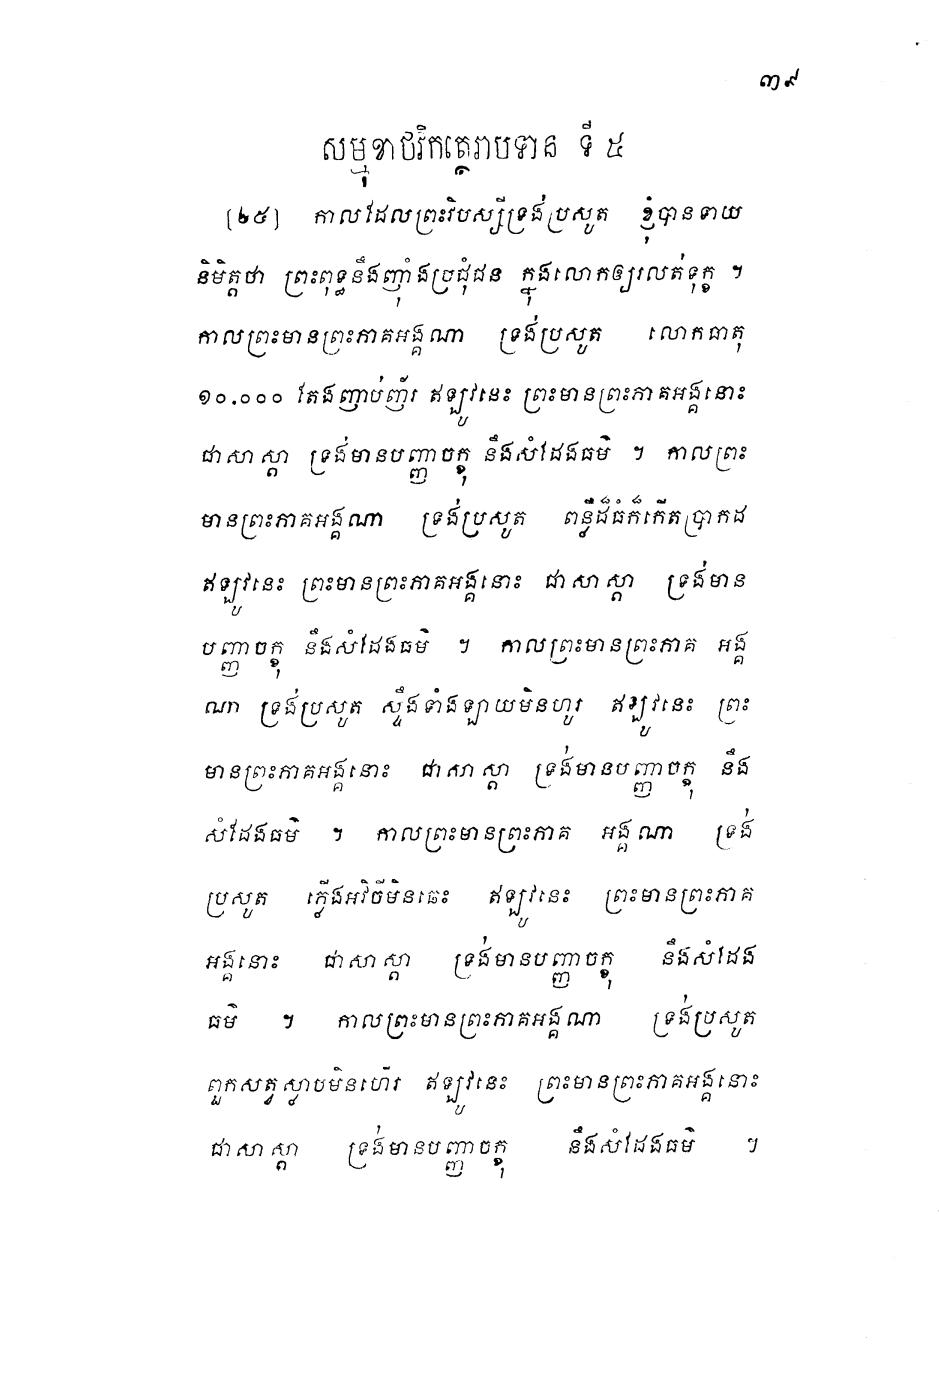 ៣៩
សម្មុខាថវិកត្ថេរាបទាន ទី ៥
[២៥] កាលដែលព្រះវិបស្សីទ្រង់ប្រសូត ខ្ញុំបានទាយ
និមិត្តថា ព្រះពុទ្ធនឹងញ៉ាំងប្រជុំជន ក្នុងលោកឲ្យរលត់ទុក្ខ ។
កាលព្រះមានព្រះភាគអង្គណា ទ្រង់ប្រសូត លោកធាតុ
១០.០០០ តែងញាប់ញ័រ ឥឡូវនេះ ព្រះមានព្រះភាគអង្គនោះ
ជាសាស្តា ទ្រង់មានបញ្ញាចក្ខុ នឹងសំដែងធម៌ ។ កាលព្រះ
មានព្រះភាគអង្គណា ទ្រង់ប្រសូត ពន្លឺដ៏ធំក៏កើតប្រាកដ
ឥឡូវនេះ ព្រះមានព្រះភាគអង្គនោះ ជាសាស្តា ទ្រង់មាន
បញ្ញាចក្ខុ នឹងសំដែងធម៌ ។ កាលព្រះមានព្រះភាគ អង្គ
ណា ទ្រង់ប្រសូត ស្ទឹងទាំងឡាយមិនហូរ ឥឡូវនេះ ព្រះ
មានព្រះភាគអង្គនោះ ជាសាស្តា ទ្រង់មានបញ្ញាចក្ខុ នឹង
សំដែងធម៌ ។ កាលព្រះមានព្រះភាគ អង្គណា ទ្រង់
ប្រសូត ភ្លើងអវិចីមិនឆេះ ឥឡូវនេះ ព្រះមានព្រះភាគ
អង្គនោះ ជាសាស្តា ទ្រង់មានបញ្ញាចក្ខុ នឹងសំដែង
ធម៌ ។ កាលព្រះមានព្រះភាគអង្គណា ទ្រង់ប្រសូត
ពួកសត្វស្លាបមិនហើរ ឥឡូវនេះ ព្រះមានព្រះភាគអង្គនោះ
ជាសាស្តា ទ្រង់មានបញ្ញាចក្ខុ នឹងសំដែងធម៌ ។